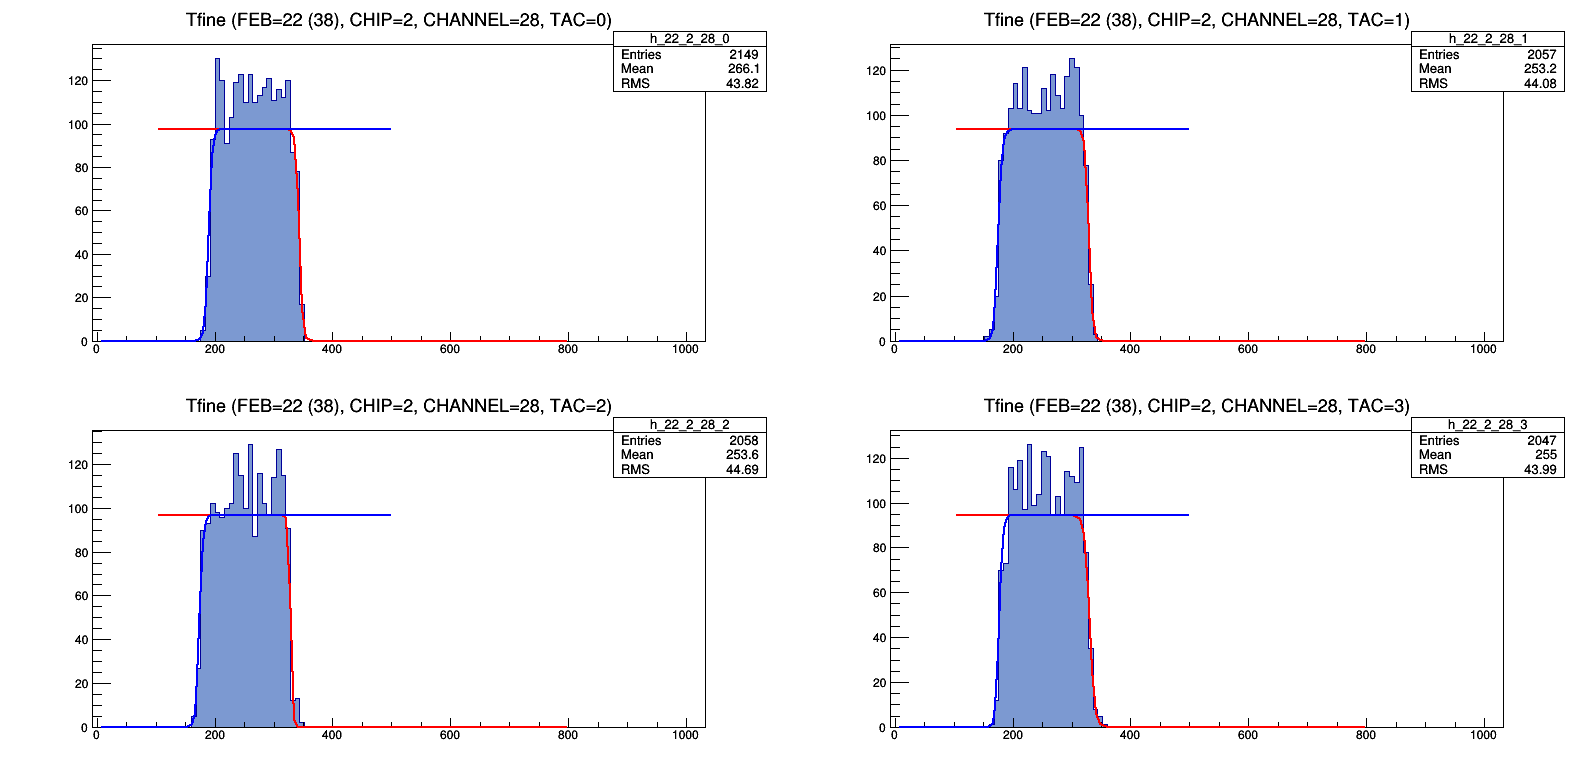 Tfine (FEB=22 (38), CHIP=2, CHANNEL=28, TAC=0)
h_22_2_28_0
Entries 2149
Mean 266.1
RMS 43.82
120
100
80
60
40
20
0
0 200 400 600 800 1000
Tfine (FEB=22 (38), CHIP=2, CHANNEL=28, TAC=1)
h_22_2_28_1
Entries 2057
Mean 253.2
RMS 44.08
120
100
80
60
40
20
0
0 200 400 600 800 1000
Tfine (FEB=22 (38), CHIP=2, CHANNEL=28, TAC=2)
h_22_2_28_2
Entries 2058
Mean 253.6
RMS 44.69
120
100
80
60
40
20
0
0 200 400 600 800 1000
Tfine (FEB=22 (38), CHIP=2, CHANNEL=28, TAC=3)
h_22_2_28_3
Entries 2047
Mean 255
RMS 43.99
120
100
80
60
40
20
0
0 200 400 600 800 1000